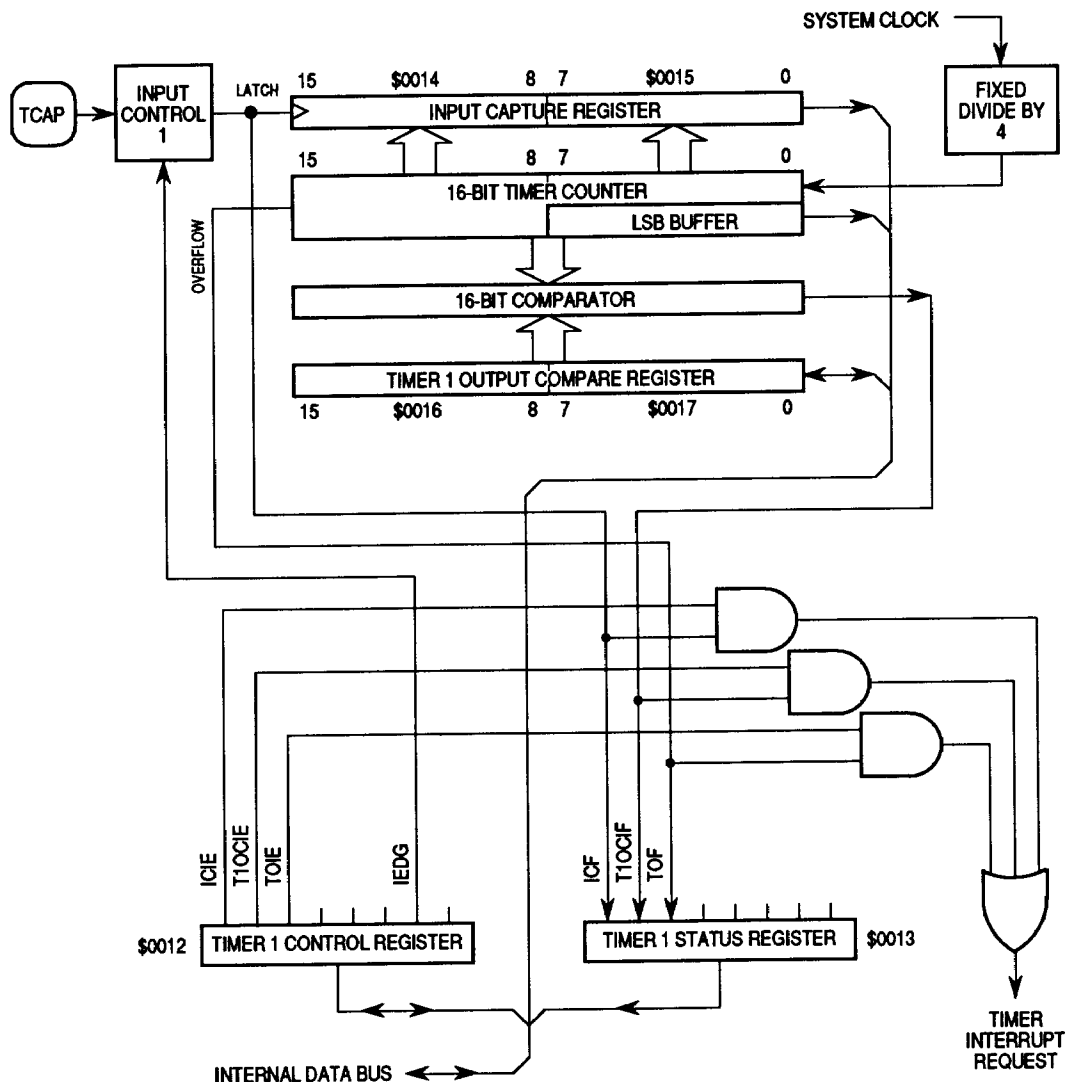 SYSTEM CLOCK
TCAP
INPUT
CONTROL
1
LATCH
15 $0014 8 7 $0015 0
INPUT CAPTURE REGISTER
FIXED
DIVIDE BY
4
15 8 7 0
16-BIT TIMER COUNTER
LSB BUFFER
OVERFLOW
16-BIT COMPARATOR
TIMER 1 OUTPUT COMPARE REGISTER
15 $0016 8 7 $0017 0
ICIE
T1OCIE
TOIE
IEDG
ICF
T1OCIF
TOF
$0012
TIMER 1 CONTROL REGISTER
TIMER 1 STATUS REGISTER
$0013
TIMER
INTERRUPT
REQUEST
INTERNAL DATA BUS